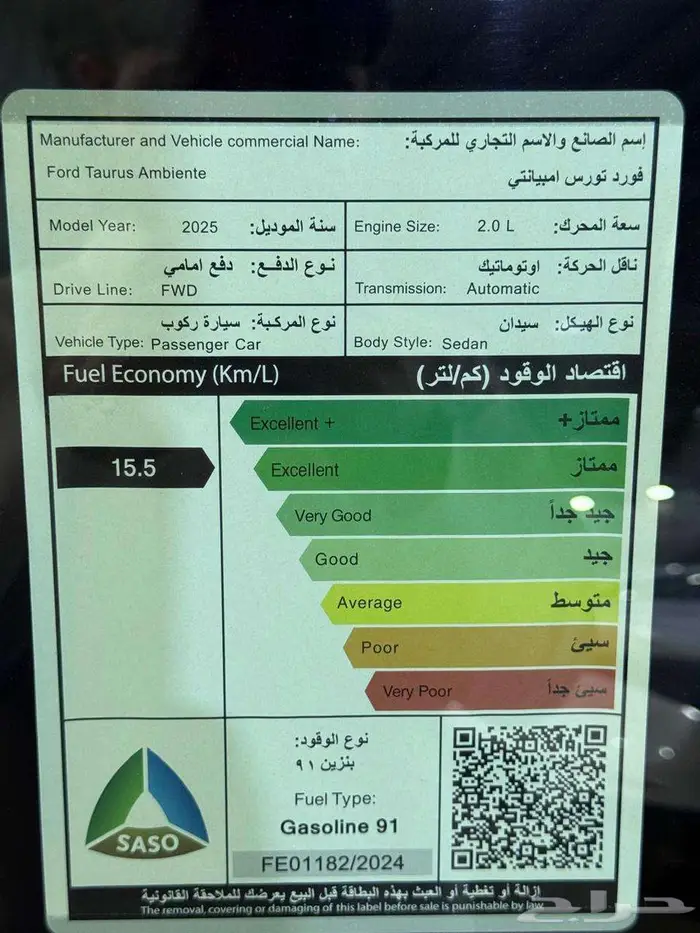 Manufacturer and Vehicle commercial Name: إسم الصانع والاسم التجاري للمركبة:
Ford Taurus Ambiente فورد تورس امبيانتي
Model Year: 2025 سنة الموديل:
Engine Size: 2.0 L سعة المحرك:
نوع الدفع: دفع امامي
Drive Line: FWD
ناقل الحركة: اوتوماتيك
Transmission: Automatic
نوع المركبة: سيارة ركوب
Vehicle Type: Passenger Car
نوع الهيكل: سيدان
Body Style: Sedan
Fuel Economy (Km/L) اقتصاد الوقود (كم/لتر)
Excellent + ممتاز+
15.5
Excellent ممتاز
Very Good جيد جداً
Good جيد
Average متوسط
Poor سيئ
Very Poor سيئ جداً
SASO
نوع الوقود:
بنزين ٩١
Fuel Type:
Gasoline 91
FE01182/2024
إزالة أو تغطية أو العبث بهذه البطاقة قبل البيع يعرضك للملاحقة القانونية
The removal, covering or damaging of this label before sale is punishable by law
حراج